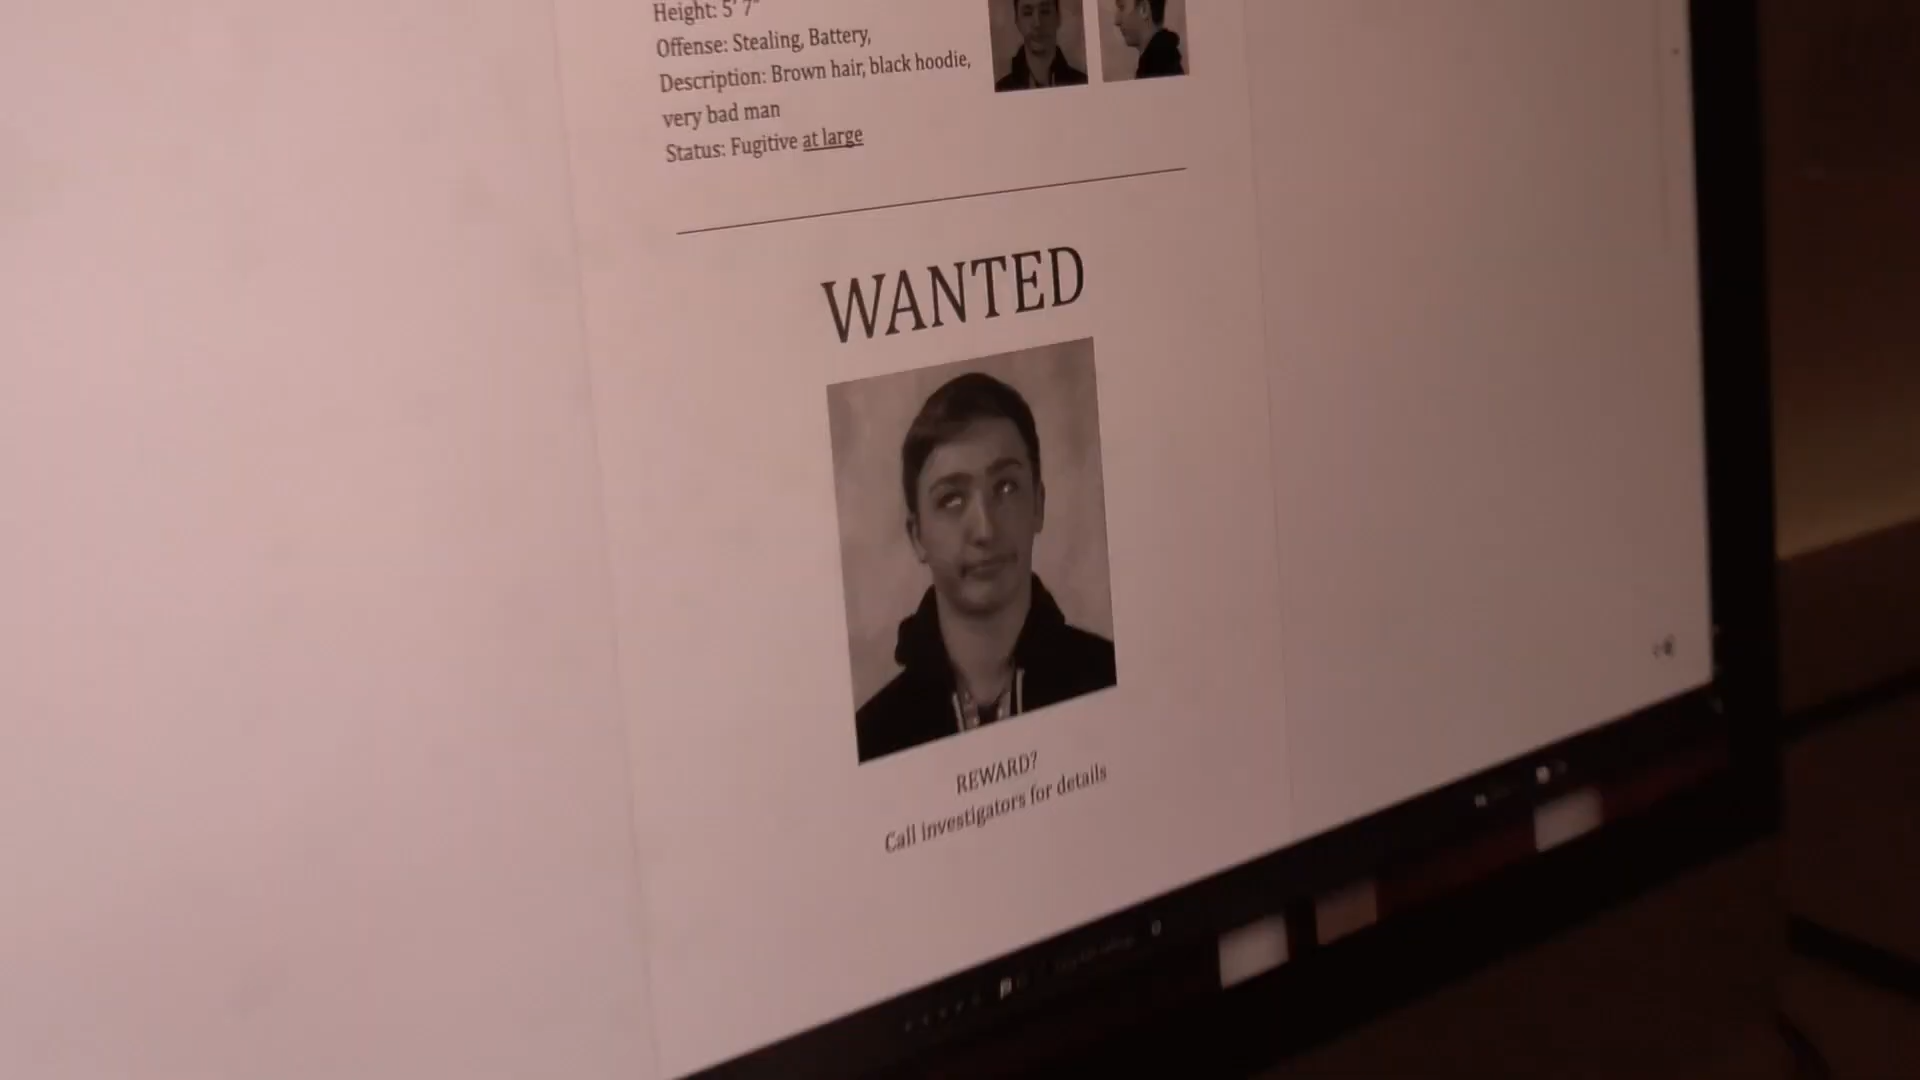 Height: 5' 7"
Offense: Stealing, Battery,
Description: Brown hair, black hoodie,
very bad man
Status: Fugitive at large
WANTED
REWARD?
Call investigators for details